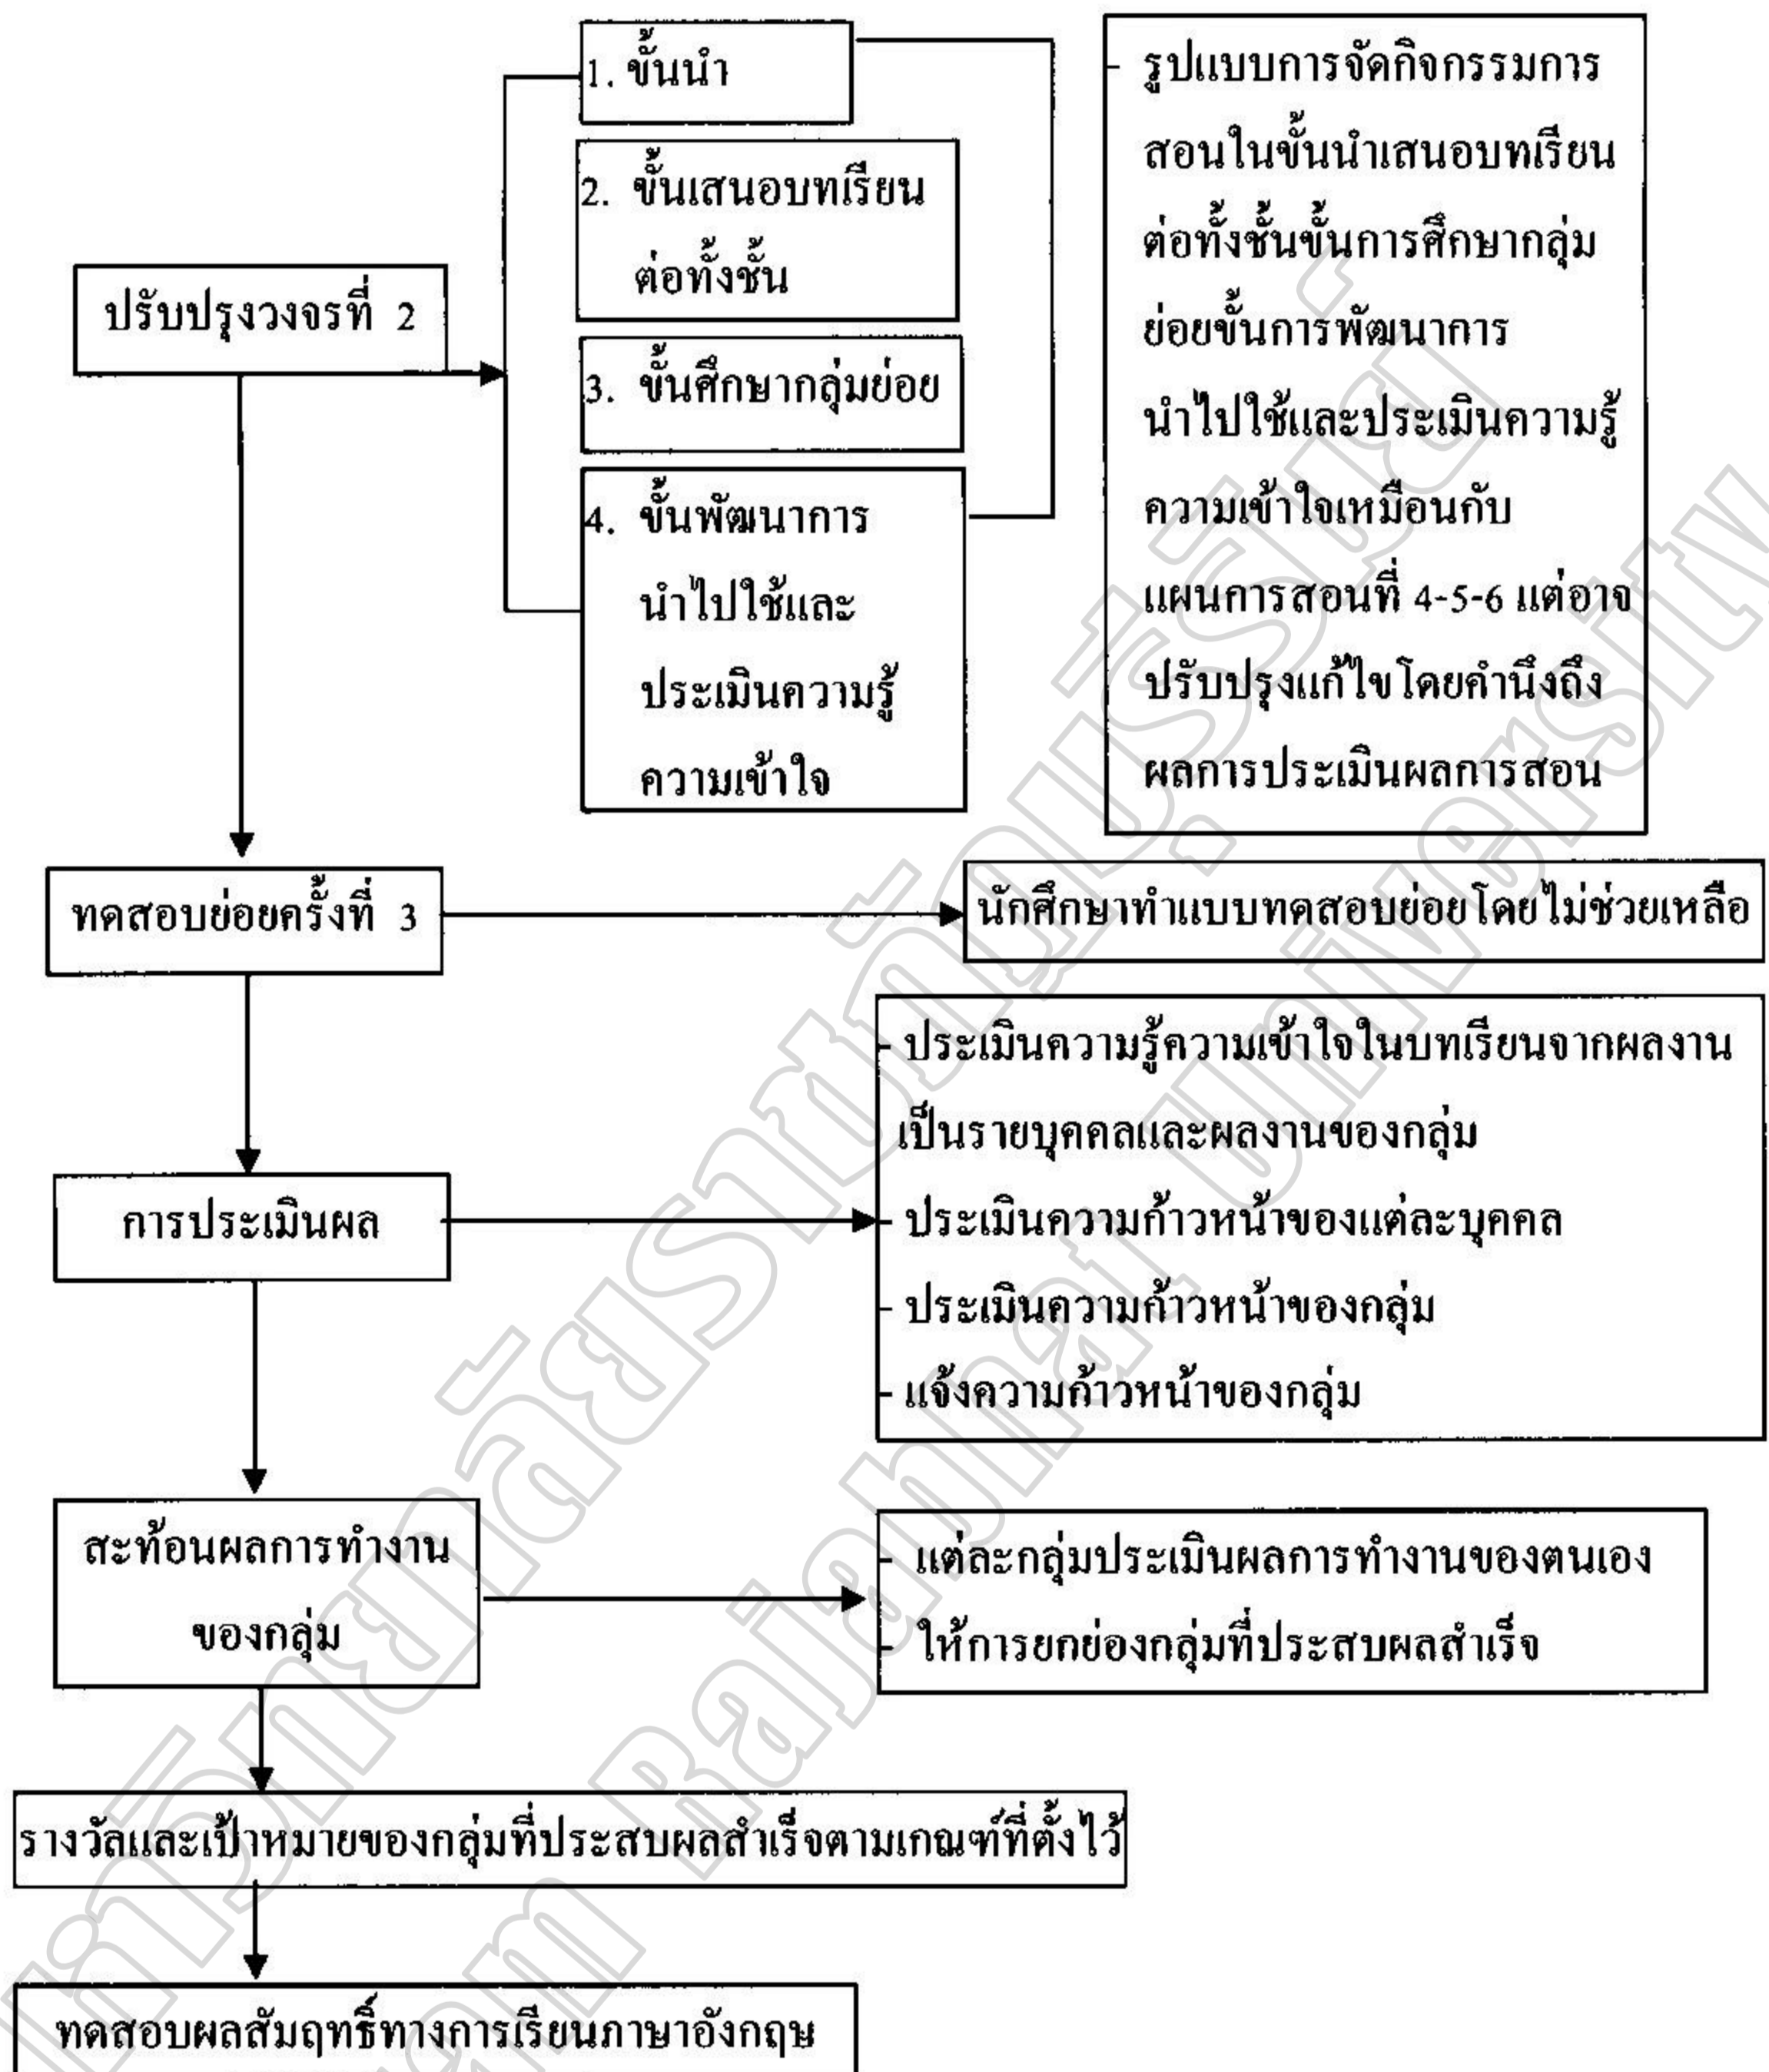 ปรับปรุงวงจรที่ 2
1. ขั้นนำ
2. ขั้นเสนอบทเรียน
ต่อทั้งชั้น
3. ขั้นศึกษากลุ่มย่อย
4. ขั้นพัฒนาการ
นำไปใช้และ
ประเมินความรู้
ความเข้าใจ
- รูปแบบการจัดกิจกรรมการ
สอนในขั้นนำเสนอบทเรียน
ต่อทั้งชั้นขั้นการศึกษากลุ่ม
ย่อยขั้นการพัฒนาการ
นำไปใช้และประเมินความรู้
ความเข้าใจเหมือนกับ
แผนการสอนที่ 4-5-6 แต่อาจ
ปรับปรุงแก้ไขโดยคำนึงถึง
ผลการประเมินผลการสอน
ทดสอบย่อยครั้งที่ 3
นักศึกษาทำแบบทดสอบย่อยโดยไม่ช่วยเหลือ
การประเมินผล
- ประเมินความรู้ความเข้าใจในบทเรียนจากผลงาน
เป็นรายบุคคลและผลงานของกลุ่ม
- ประเมินความก้าวหน้าของแต่ละบุคคล
- ประเมินความก้าวหน้าของกลุ่ม
- แจ้งความก้าวหน้าของกลุ่ม
สะท้อนผลการทำงาน
ของกลุ่ม
- แต่ละกลุ่มประเมินผลการทำงานของตนเอง
- ให้การยกย่องกลุ่มที่ประสบผลสำเร็จ
รางวัลและเป้าหมายของกลุ่มที่ประสบผลสำเร็จตามเกณฑ์ที่ตั้งไว้
ทดสอบผลสัมฤทธิ์ทางการเรียนภาษาอังกฤษ
Rajabhat University